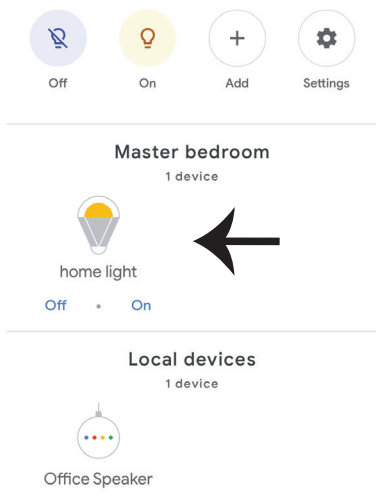 Off On Add Settings
Master bedroom
1 device
home light
Off • On
Local devices
1 device
Office Speaker